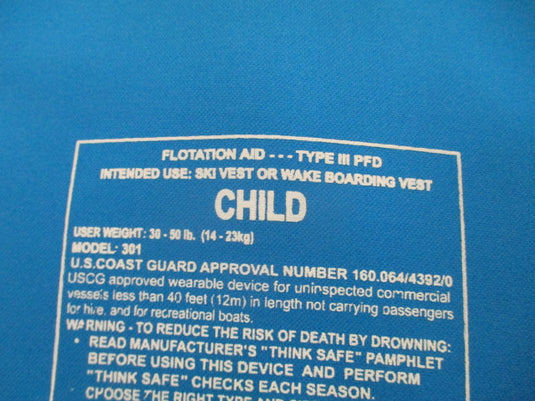 FLOTATION AID --- TYPE III PFD
INTENDED USE: SKI VEST OR WAKE BOARDING VEST
CHILD
USER WEIGHT: 30 - 50 lb. (14 - 23kg)
MODEL: 301
U.S.COAST GUARD APPROVAL NUMBER 160.064/4392/0
USCG approved wearable device for uninspected commercial
vessels less than 40 feet (12m) in length not carrying passengers
for hire, and for recreational boats.
WARNING - TO REDUCE THE RISK OF DEATH BY DROWNING:
• READ MANUFACTURER'S "THINK SAFE" PAMPHLET
BEFORE USING THIS DEVICE AND PERFORM
"THINK SAFE" CHECKS EACH SEASON.
CHOOSE THE RIGHT TYPE AND